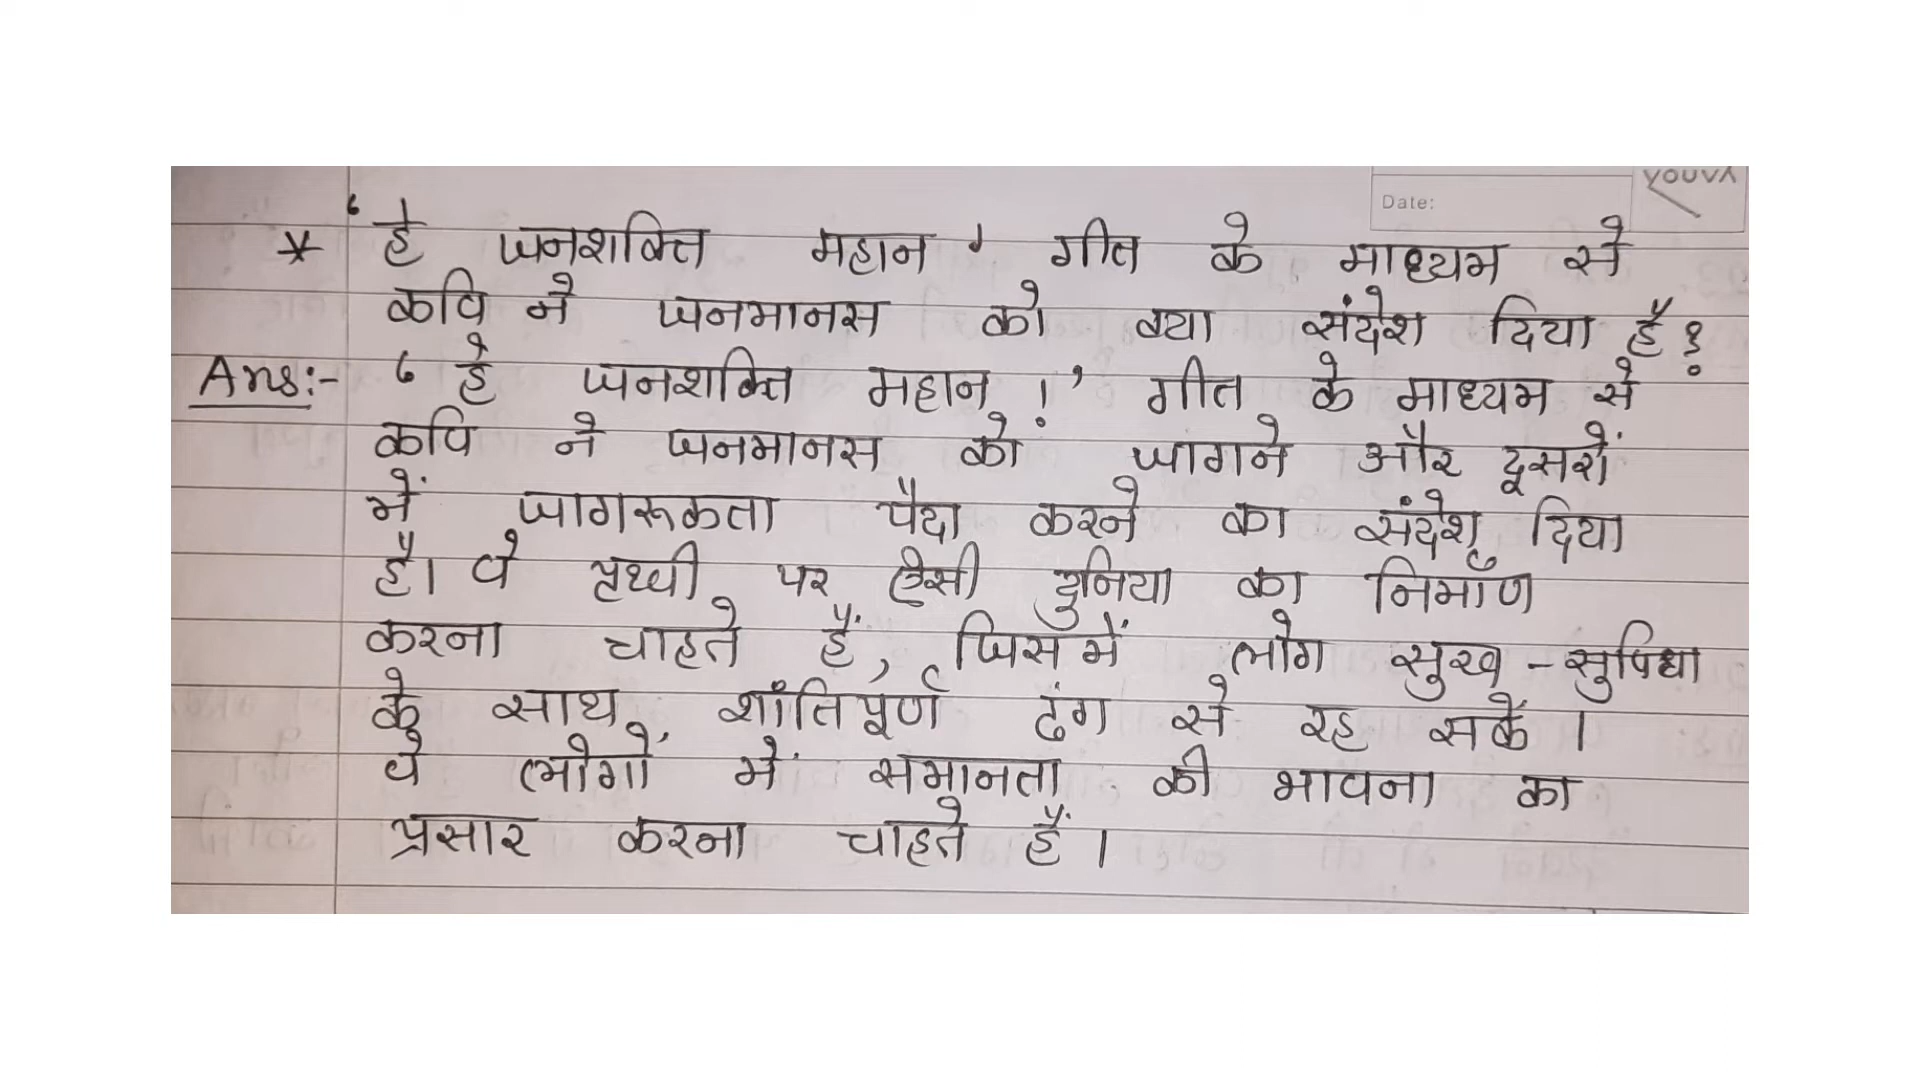 YOUVA
Date:
* ‘हे जनशक्ति महान’ गीत के माध्यम से
कवि ने जनमानस को क्या संदेश दिया है?
Ans:- ‘हे जनशक्ति महान!’ गीत के माध्यम से
कवि ने जनमानस को जागने और दूसरों
में जागरूकता पैदा करने का संदेश दिया
है। वे पृथ्वी पर ऐसी दुनिया का निर्माण
करना चाहते हैं, जिसमें लोग सुख-सुविधा
के साथ, शांतिपूर्ण ढंग से रह सकें।
वे लोगों में समानता की भावना का
प्रसार करना चाहते हैं।